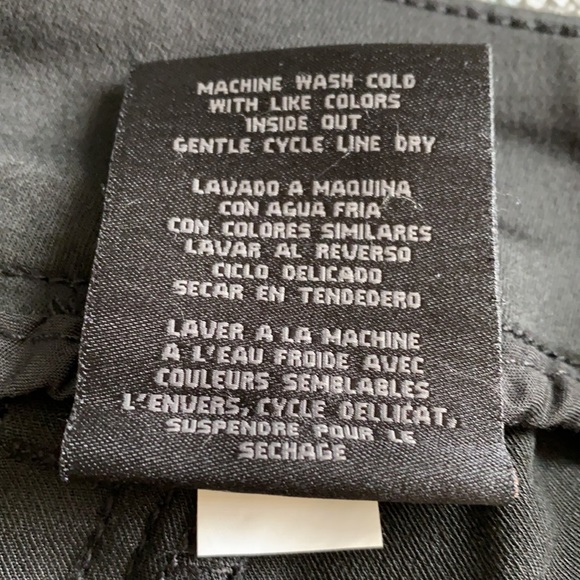 MACHINE WASH COLD
WITH LIKE COLORS
INSIDE OUT
GENTLE CYCLE LINE DRY
LAVADO A MAQUINA
CON AGUA FRIA
CON COLORES SIMILARES
LAVAR AL REVERSO
CICLO DELICADO
SECAR EN TENDEDERO
LAVER A LA MACHINE
A L'EAU FROIDE AVEC
COULEURS SEMBLABLES
L'ENVERS, CYCLE DELLICAT,
SUSPENDRE POUR LE
SECHAGE